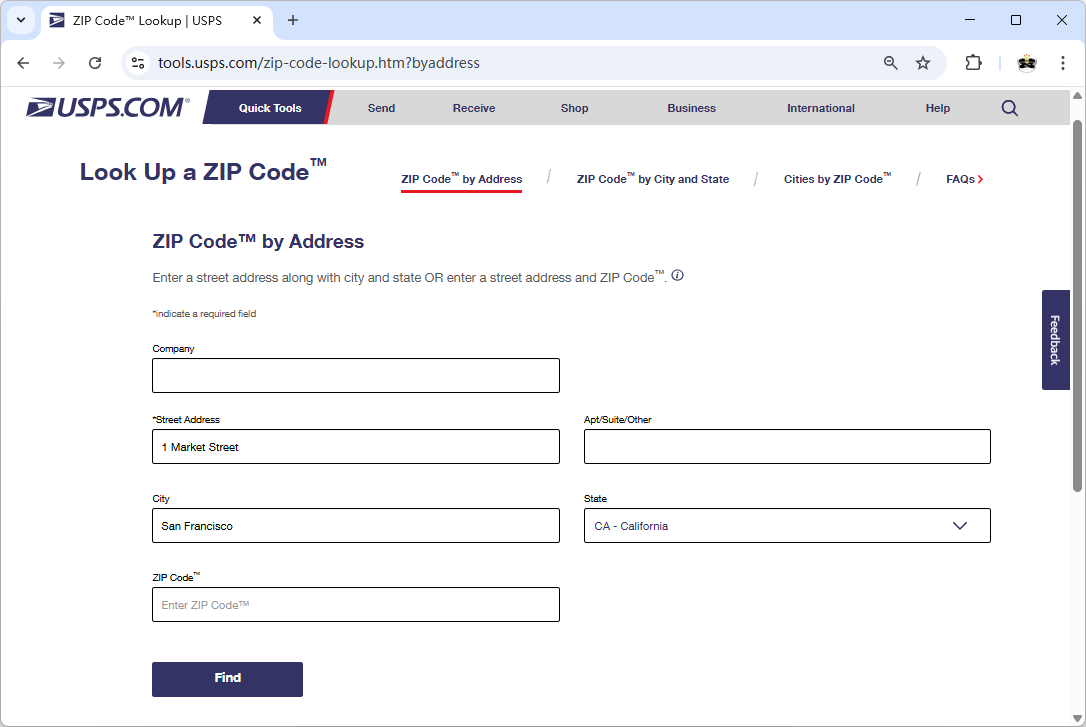 ZIP Code™ Lookup | USPS
tools.usps.com/zip-code-lookup.htm?byaddress
USPS.COM®
Quick Tools
Send
Receive
Shop
Business
International
Help
Look Up a ZIP Code™
ZIP Code™ by Address
/
ZIP Code™ by City and State
/
Cities by ZIP Code™
/
FAQs
ZIP Code™ by Address
Enter a street address along with city and state OR enter a street address and ZIP Code™.
*indicate a required field
Company
*Street Address
Apt/Suite/Other
1 Market Street
City
State
San Francisco
CA - California
ZIP Code™
Enter ZIP Code™
Find
Feedback